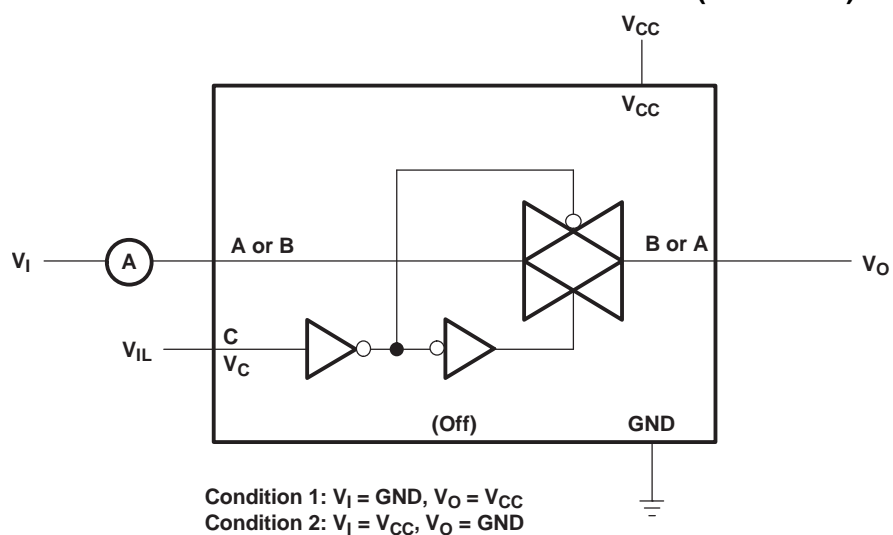 VCC
VCC
VI
A
A or B
B or A
VO
VIL
C
VC
(Off)
GND
Condition 1: VI = GND, VO = VCC
Condition 2: VI = VCC, VO = GND